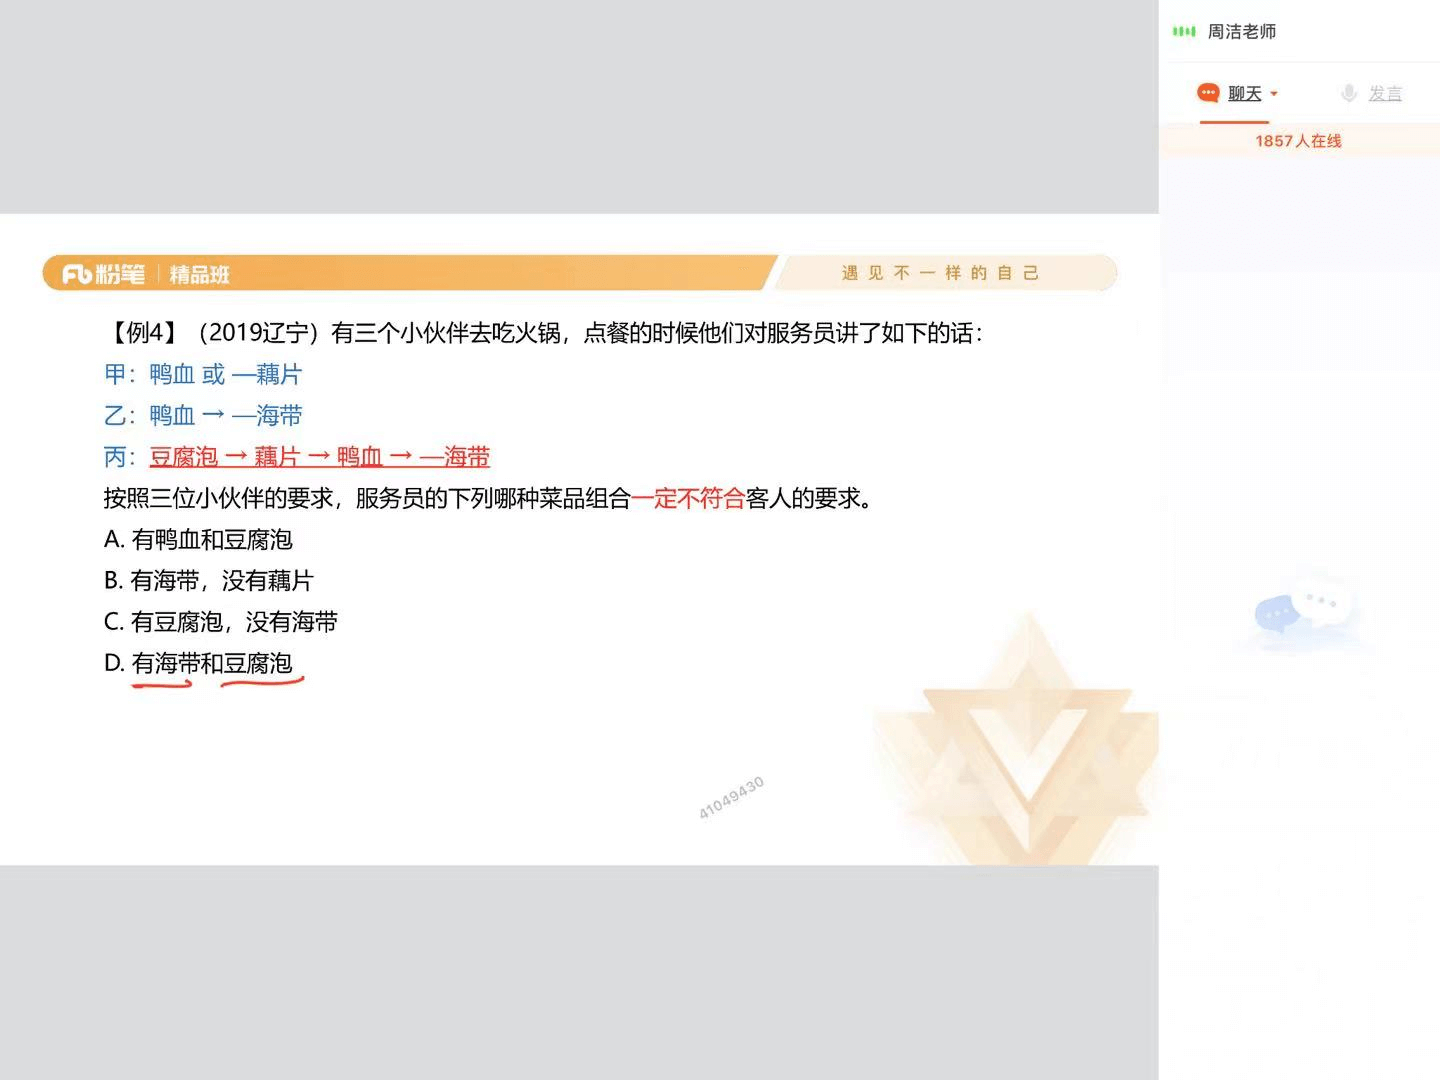 周洁老师
聊天
发言
1857人在线
粉笔 | 精品班
遇见不一样的自己
【例4】（2019辽宁）有三个小伙伴去吃火锅，点餐的时候他们对服务员讲了如下的话：
甲：鸭血 或 —藕片
乙：鸭血 → —海带
丙：豆腐泡 → 藕片 → 鸭血 → —海带
按照三位小伙伴的要求，服务员的下列哪种菜品组合一定不符合客人的要求。
A. 有鸭血和豆腐泡
B. 有海带，没有藕片
C. 有豆腐泡，没有海带
D. 有海带和豆腐泡
41049430